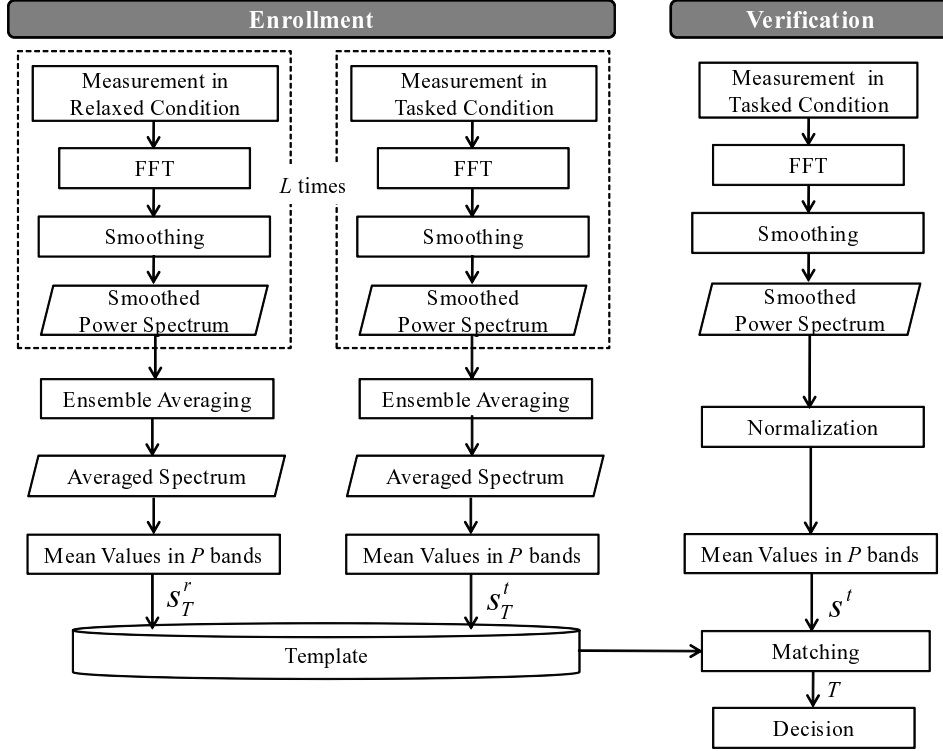 Enrollment
Measurement in
Relaxed Condition
FFT
Smoothing
Smoothed
Power Spectrum
Ensemble Averaging
Averaged Spectrum
Mean Values in P bands
s_T^r
L times
Measurement in
Tasked Condition
FFT
Smoothing
Smoothed
Power Spectrum
Ensemble Averaging
Averaged Spectrum
Mean Values in P bands
s_T^t
Template
Verification
Measurement in
Tasked Condition
FFT
Smoothing
Smoothed
Power Spectrum
Normalization
Mean Values in P bands
s^t
Matching
T
Decision